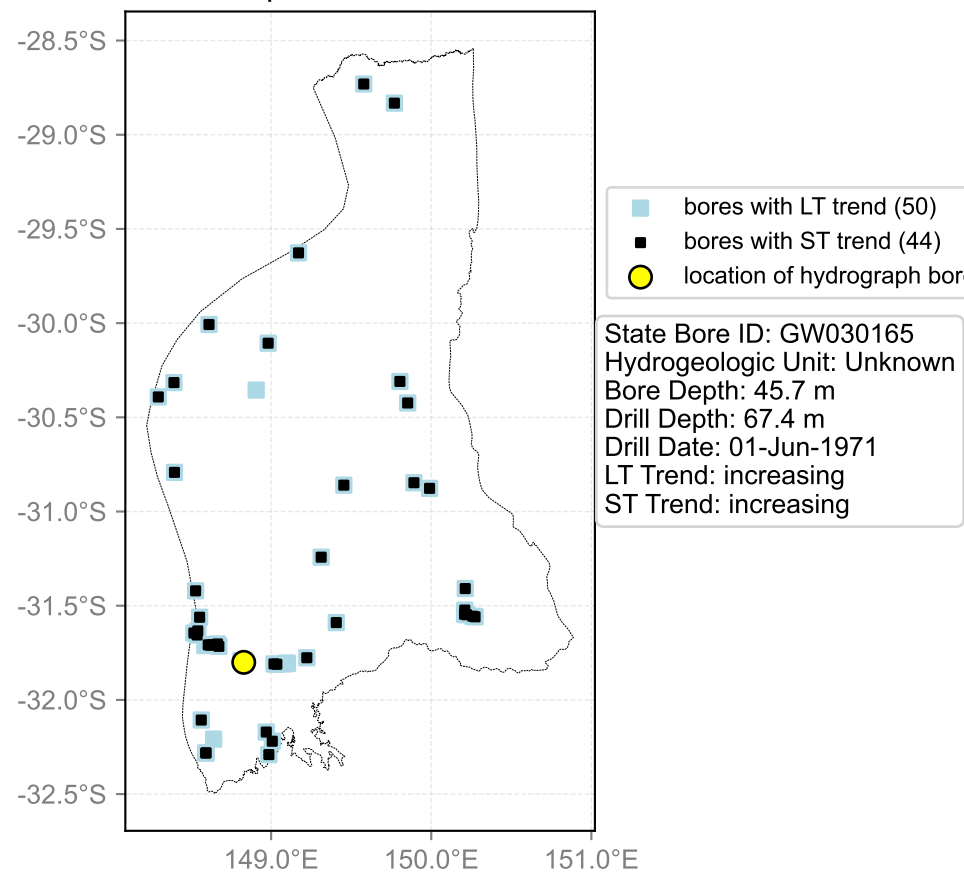 -28.5°S
-29.0°S
-29.5°S
-30.0°S
-30.5°S
-31.0°S
-31.5°S
-32.0°S
-32.5°S
149.0°E 150.0°E 151.0°E
bores with LT trend (50)
bores with ST trend (44)
location of hydrograph
State Bore ID: GW030165
Hydrogeologic Unit: Unknown
Bore Depth: 45.7 m
Drill Depth: 67.4 m
Drill Date: 01-Jun-1971
LT Trend: increasing
ST Trend: increasing